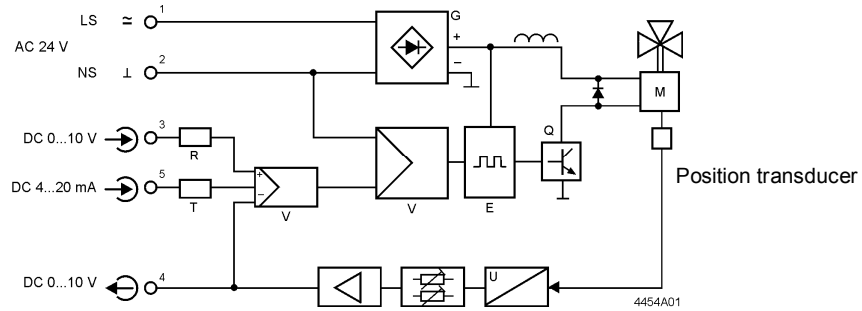 LS ≃ 1
G
+
−
AC 24 V
NS ⊥ 2
M
DC 0...10 V 3
R
Q
DC 4...20 mA 5
T
+
−
V
V
E
Position transducer
DC 0...10 V 4
U
4454A01